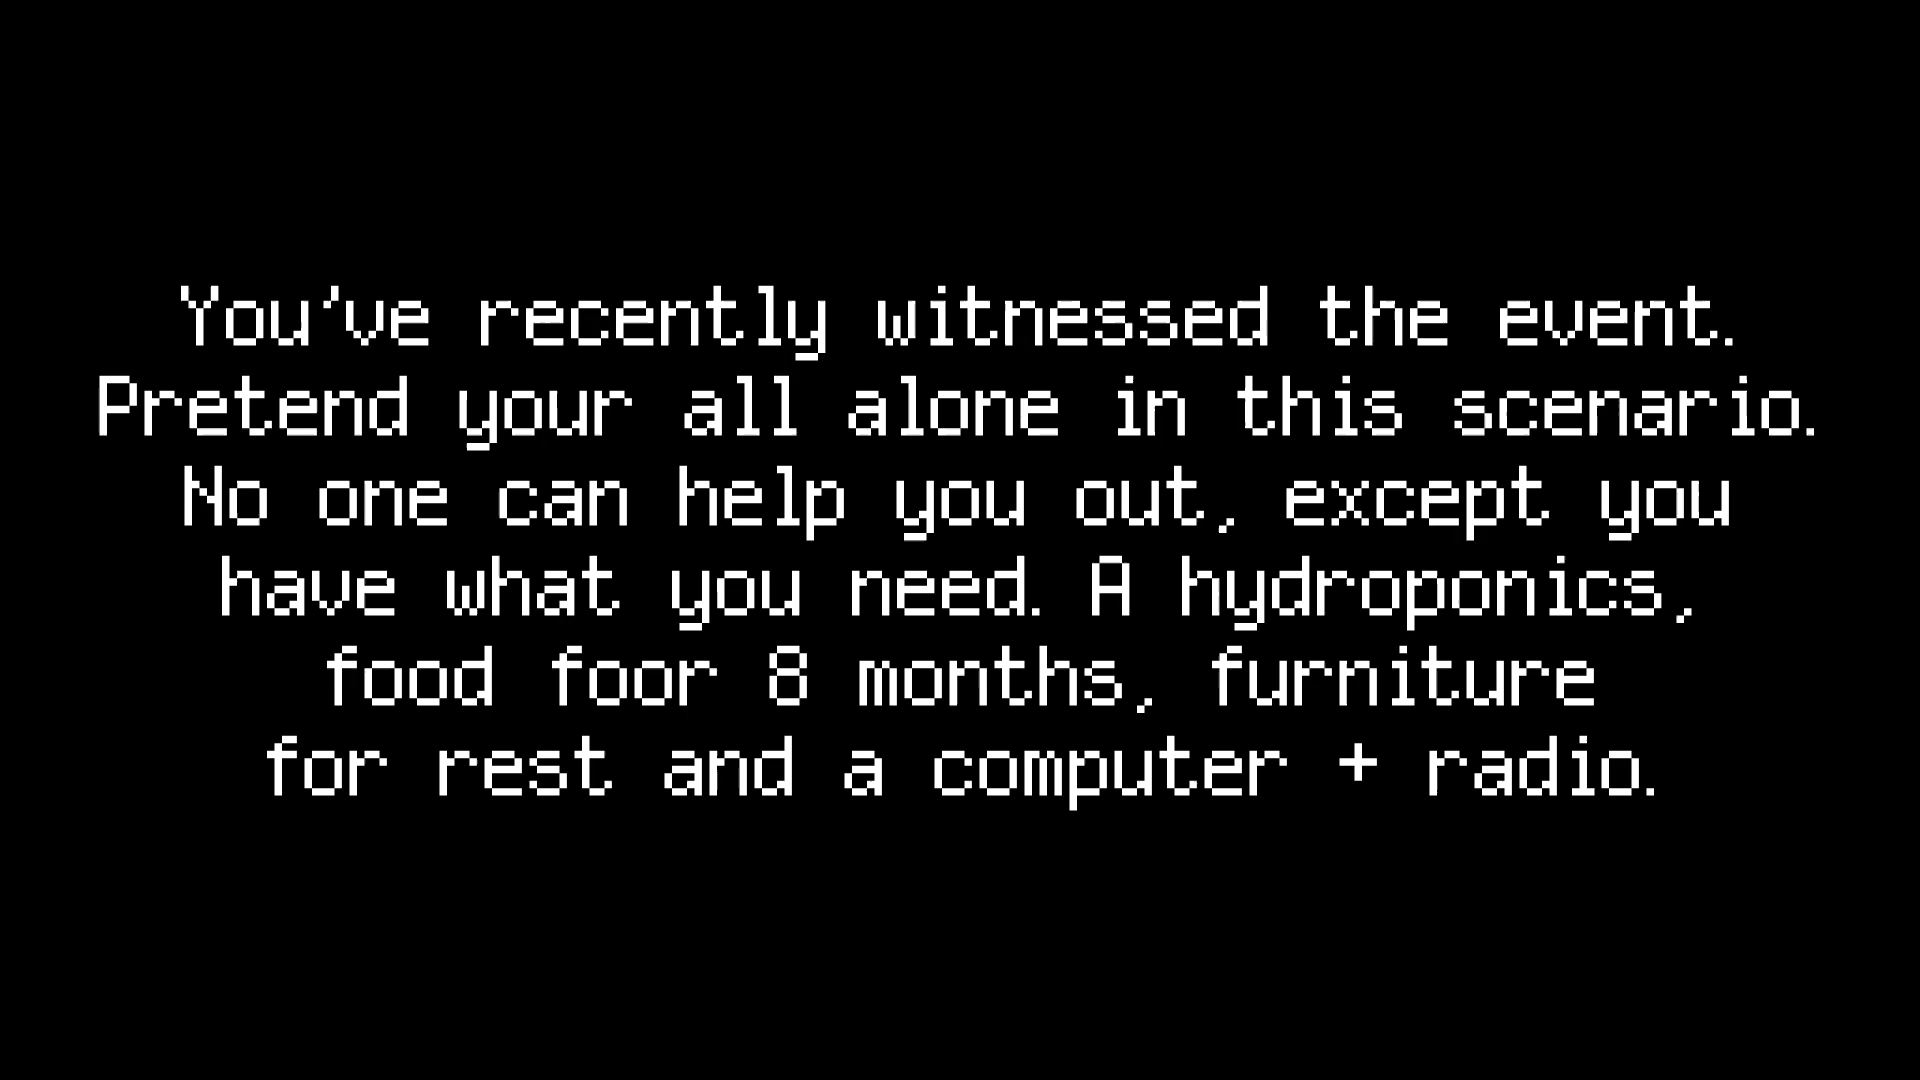 You've recently witnessed the event.
Pretend your all alone in this scenario.
No one can help you out, except you
have what you need. A hydroponics,
food foor 8 months, furniture
for rest and a computer + radio.